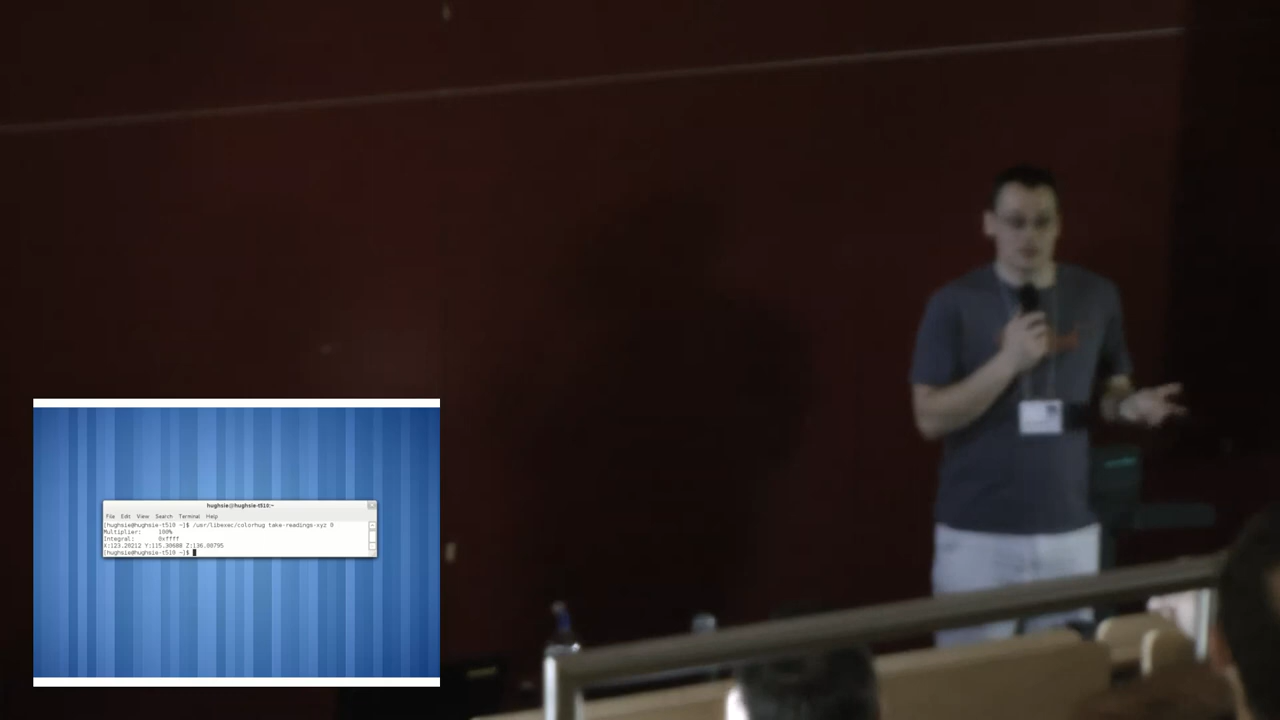 hughsie@hughsie-t510:~
File Edit View Search Terminal Help
[hughsie@hughsie-t510 ~]$ /usr/libexec/colorhug take-readings-xyz 0
Multiplier: 100%
Integral: 0xffff
X:123.20212 Y:115.30688 Z:136.00795
[hughsie@hughsie-t510 ~]$